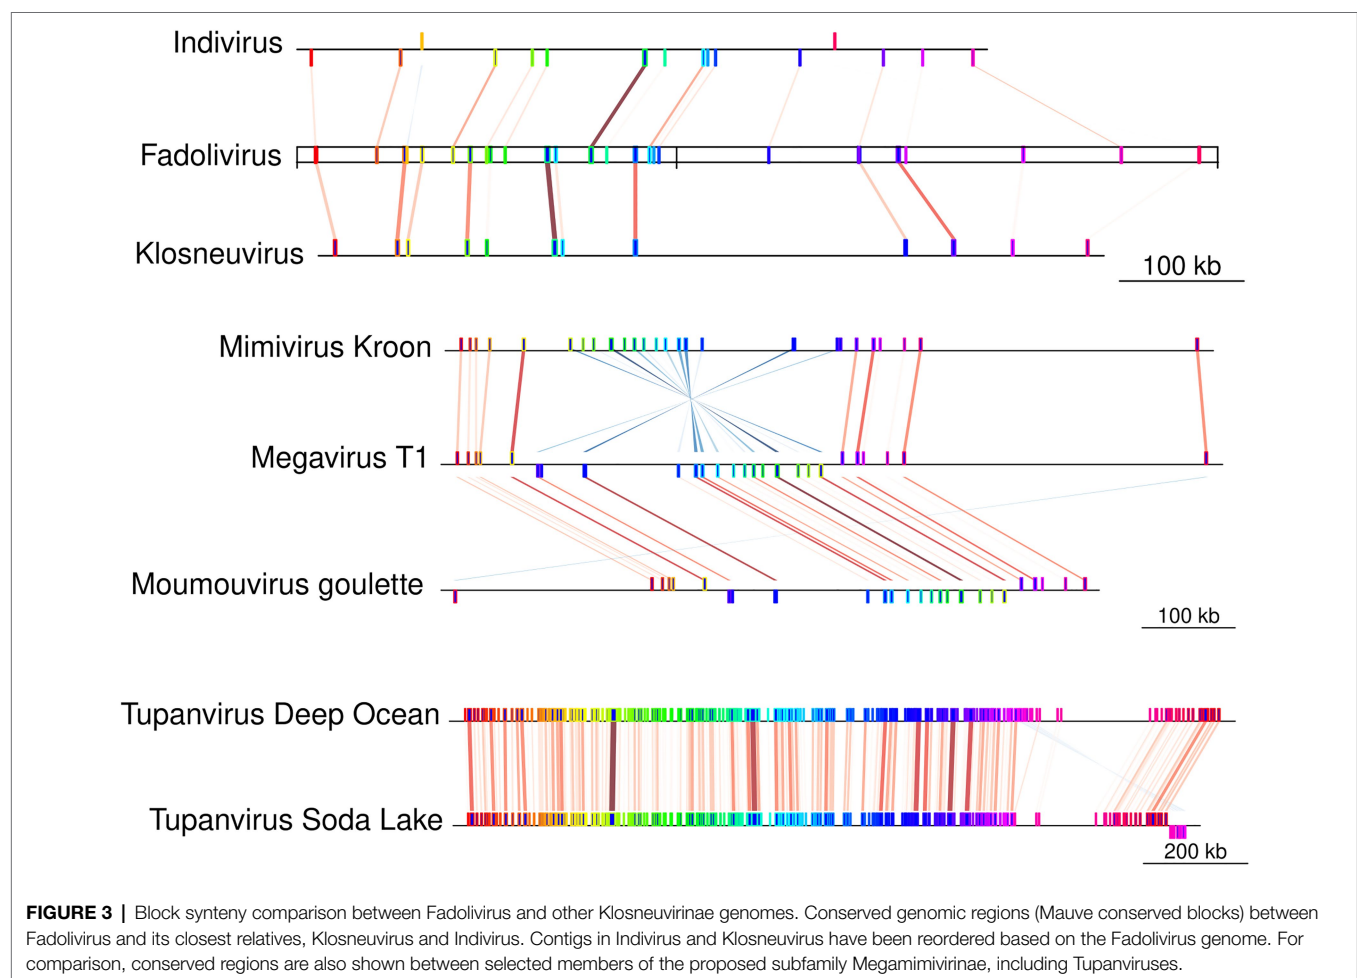 Indivirus
Fadolivirus
Klosneuvirus
100 kb
Mimivirus Kroon
Megavirus T1
Moumouvirus goulette
100 kb
Tupanvirus Deep Ocean
Tupanvirus Soda Lake
200 kb
FIGURE 3 | Block synteny comparison between Fadolivirus and other Klosneuvirinae genomes. Conserved genomic regions (Mauve conserved blocks) between
Fadolivirus and its closest relatives, Klosneuvirus and Indivirus. Contigs in Indivirus and Klosneuvirus have been reordered based on the Fadolivirus genome. For
comparison, conserved regions are also shown between selected members of the proposed subfamily Megamimivirinae, including Tupanviruses.